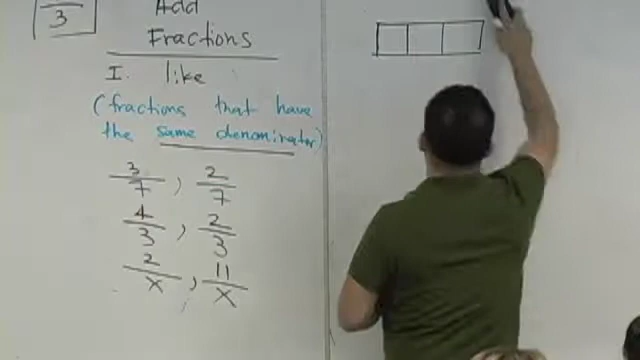 3
Add
Fractions
I. like
(fractions that have
the same denominator)
3/7 , 2/7
4/3 , 2/3
2/x , 11/x